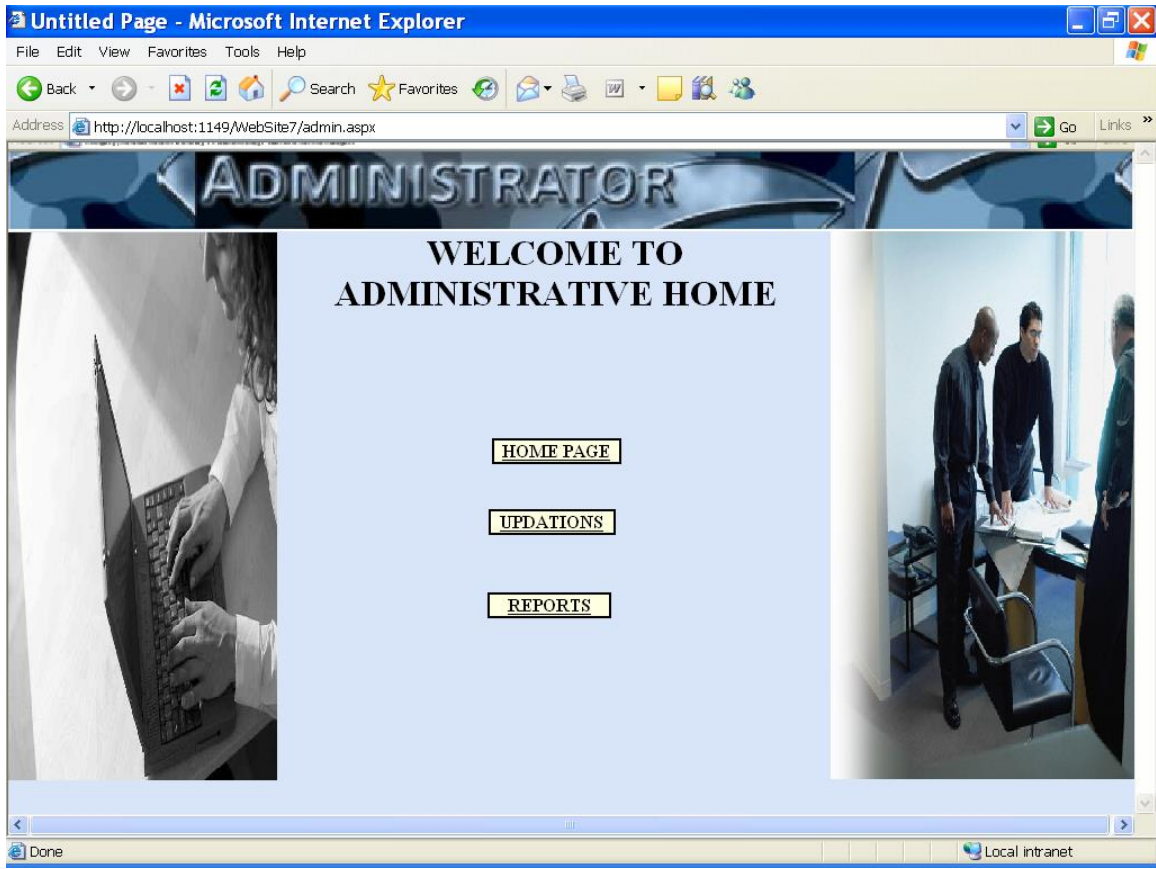 Untitled Page - Microsoft Internet Explorer
File Edit View Favorites Tools Help
Back Search Favorites
Address http://localhost:1149/WebSite7/admin.aspx Go Links »
ADMINISTRATOR
WELCOME TO
ADMINISTRATIVE HOME
HOME PAGE
UPDATIONS
REPORTS
Done Local intranet